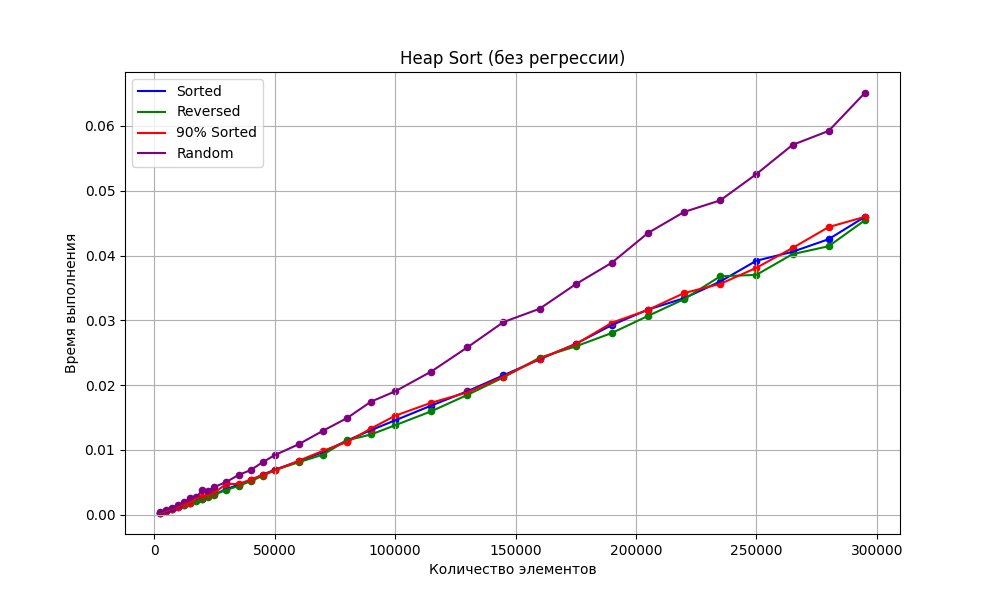 Heap Sort (без регрессии)
Sorted
Reversed
90% Sorted
Random
Время выполнения
0.06
0.05
0.04
0.03
0.02
0.01
0.00
0
50000
100000
150000
200000
250000
300000
Количество элементов